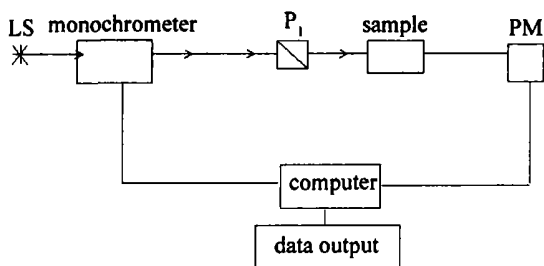 LS
monochrometer
P1
sample
PM
computer
data output